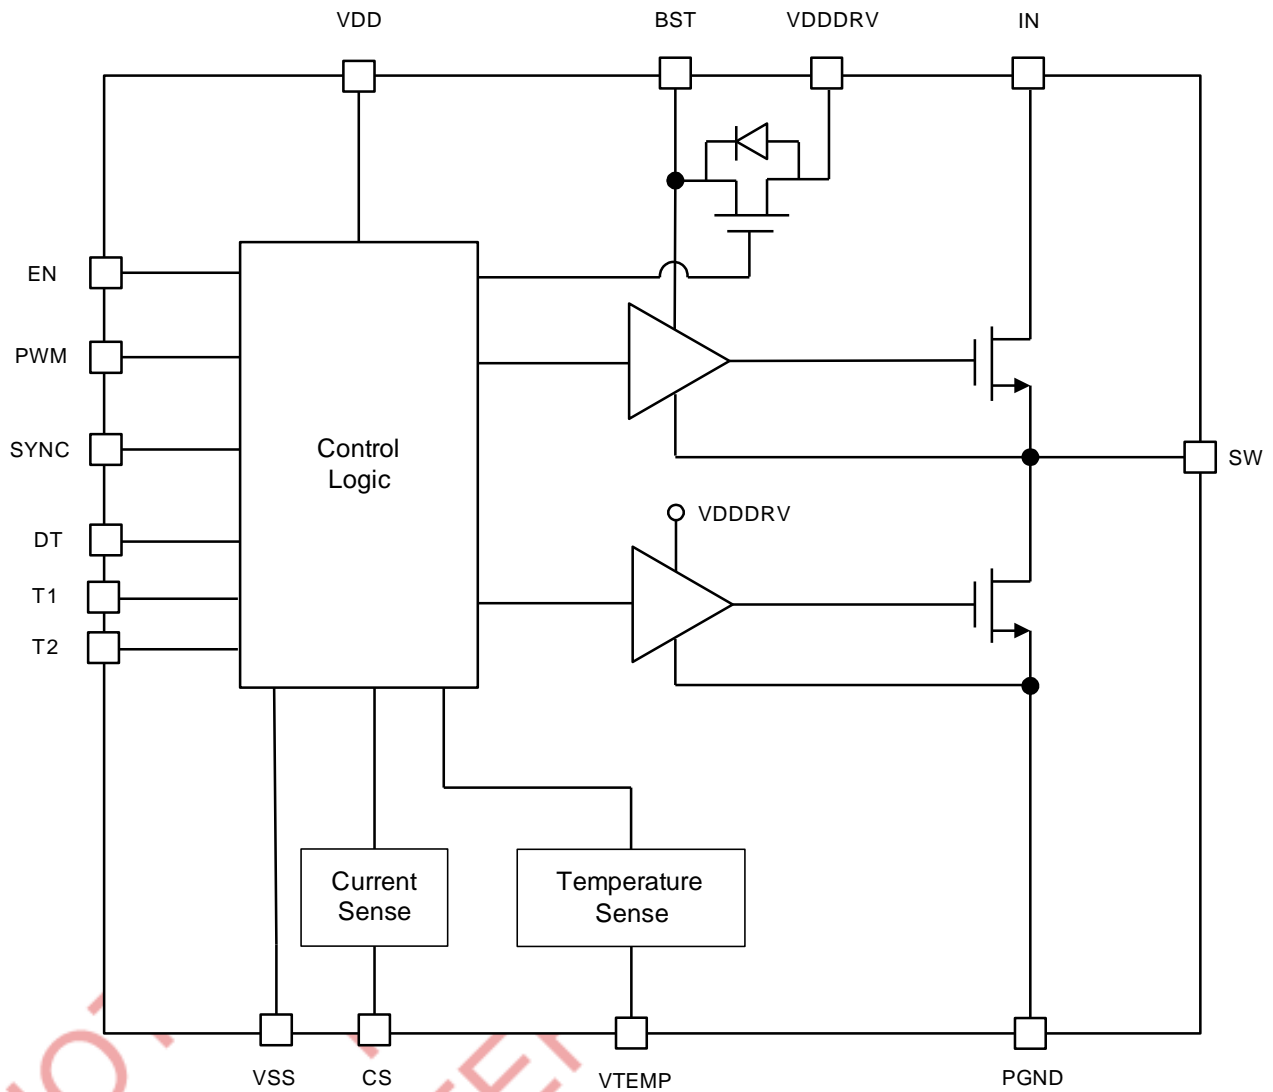 VDD
BST
VDDDRV
IN
EN
PWM
SYNC
DT
T1
T2
Control
Logic
SW
VDDDRV
Current
Sense
Temperature
Sense
VSS
CS
VTEMP
PGND